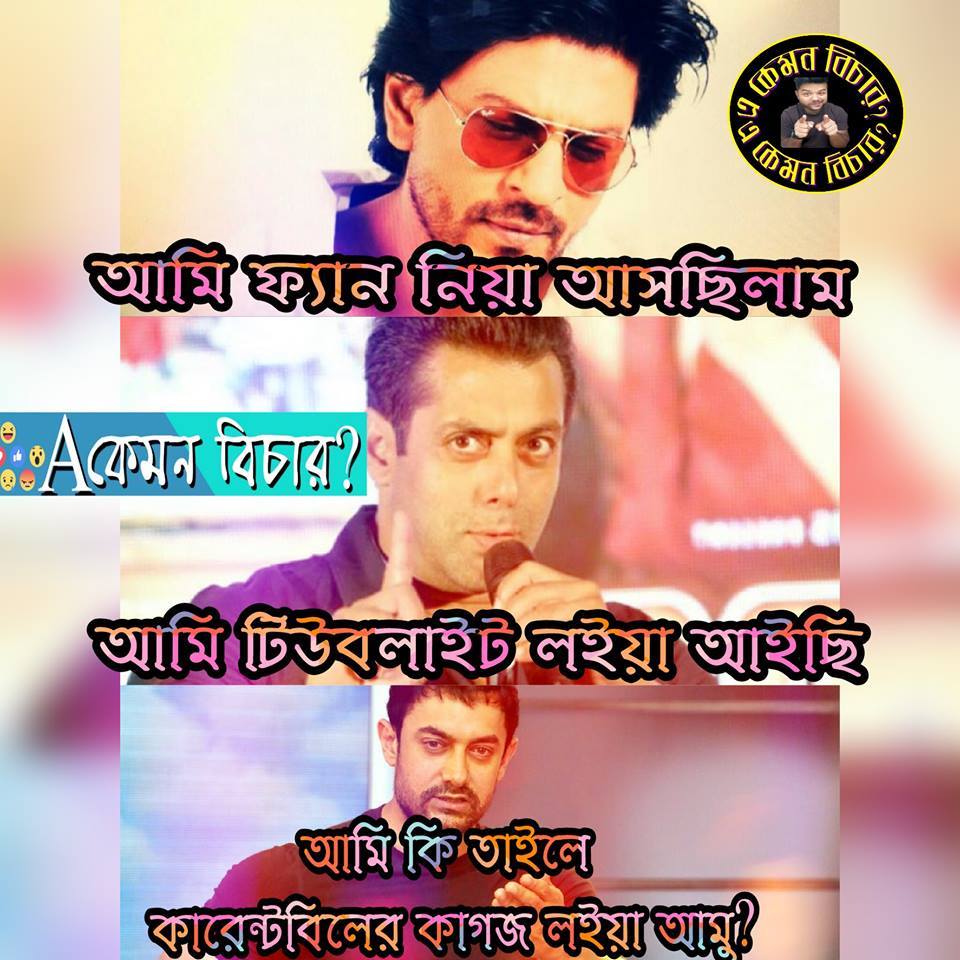 এ কেমন বিচার?
এ কেমন বিচার?
আমি ফ্যান নিয়া আসছিলাম
Aকেমন বিচার?
আমি টিউবলাইট লইয়া আইছি
আমি কি তাইলে
কারেন্টবিলের কাগজ লইয়া আমু?